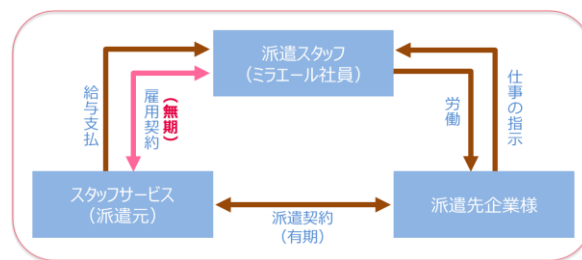 派遣スタッフ
（ミラエール社員）
給与支払
雇用契約
（無期）
労働
仕事の指示
スタッフサービス
（派遣元）
派遣契約
（有期）
派遣先企業様